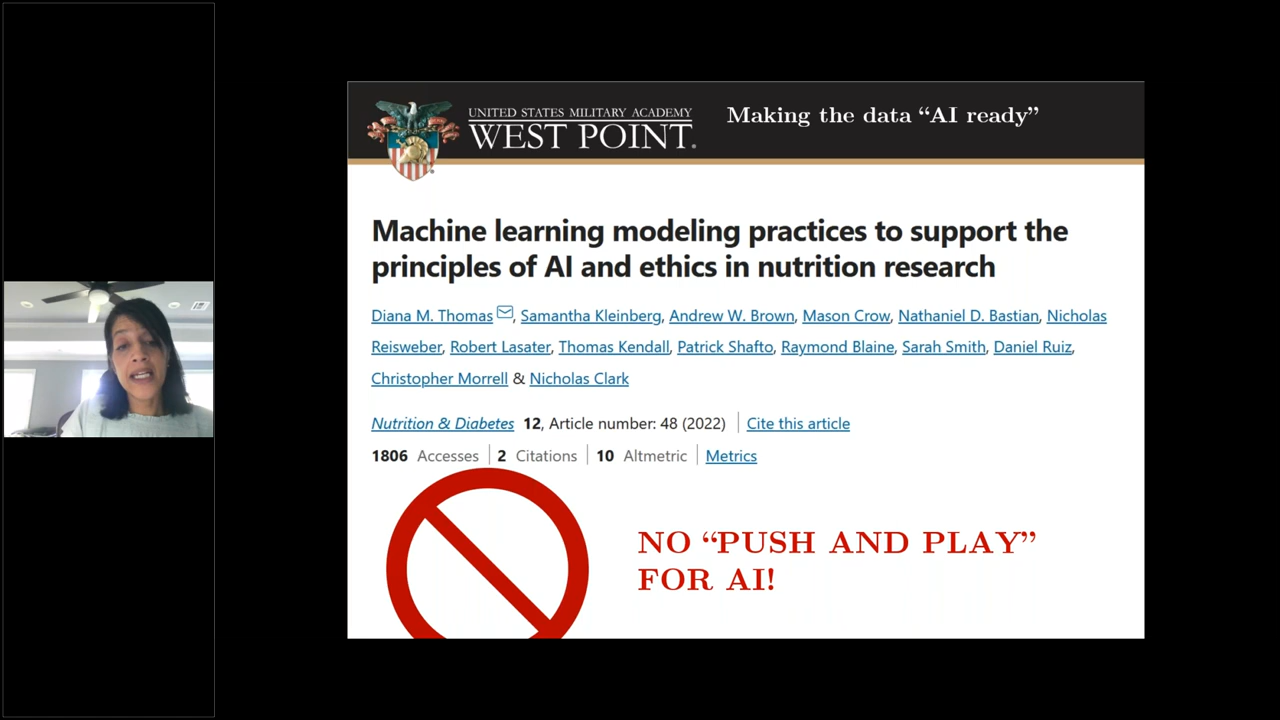 UNITED STATES MILITARY ACADEMY
WEST POINT.
Making the data “AI ready”
Machine learning modeling practices to support the
principles of AI and ethics in nutrition research
Diana M. Thomas, Samantha Kleinberg, Andrew W. Brown, Mason Crow, Nathaniel D. Bastian, Nicholas
Reisweber, Robert Lasater, Thomas Kendall, Patrick Shafto, Raymond Blaine, Sarah Smith, Daniel Ruiz,
Christopher Morrell & Nicholas Clark
Nutrition & Diabetes 12, Article number: 48 (2022) | Cite this article
1806 Accesses | 2 Citations | 10 Altmetric | Metrics
NO “PUSH AND PLAY”
FOR AI!